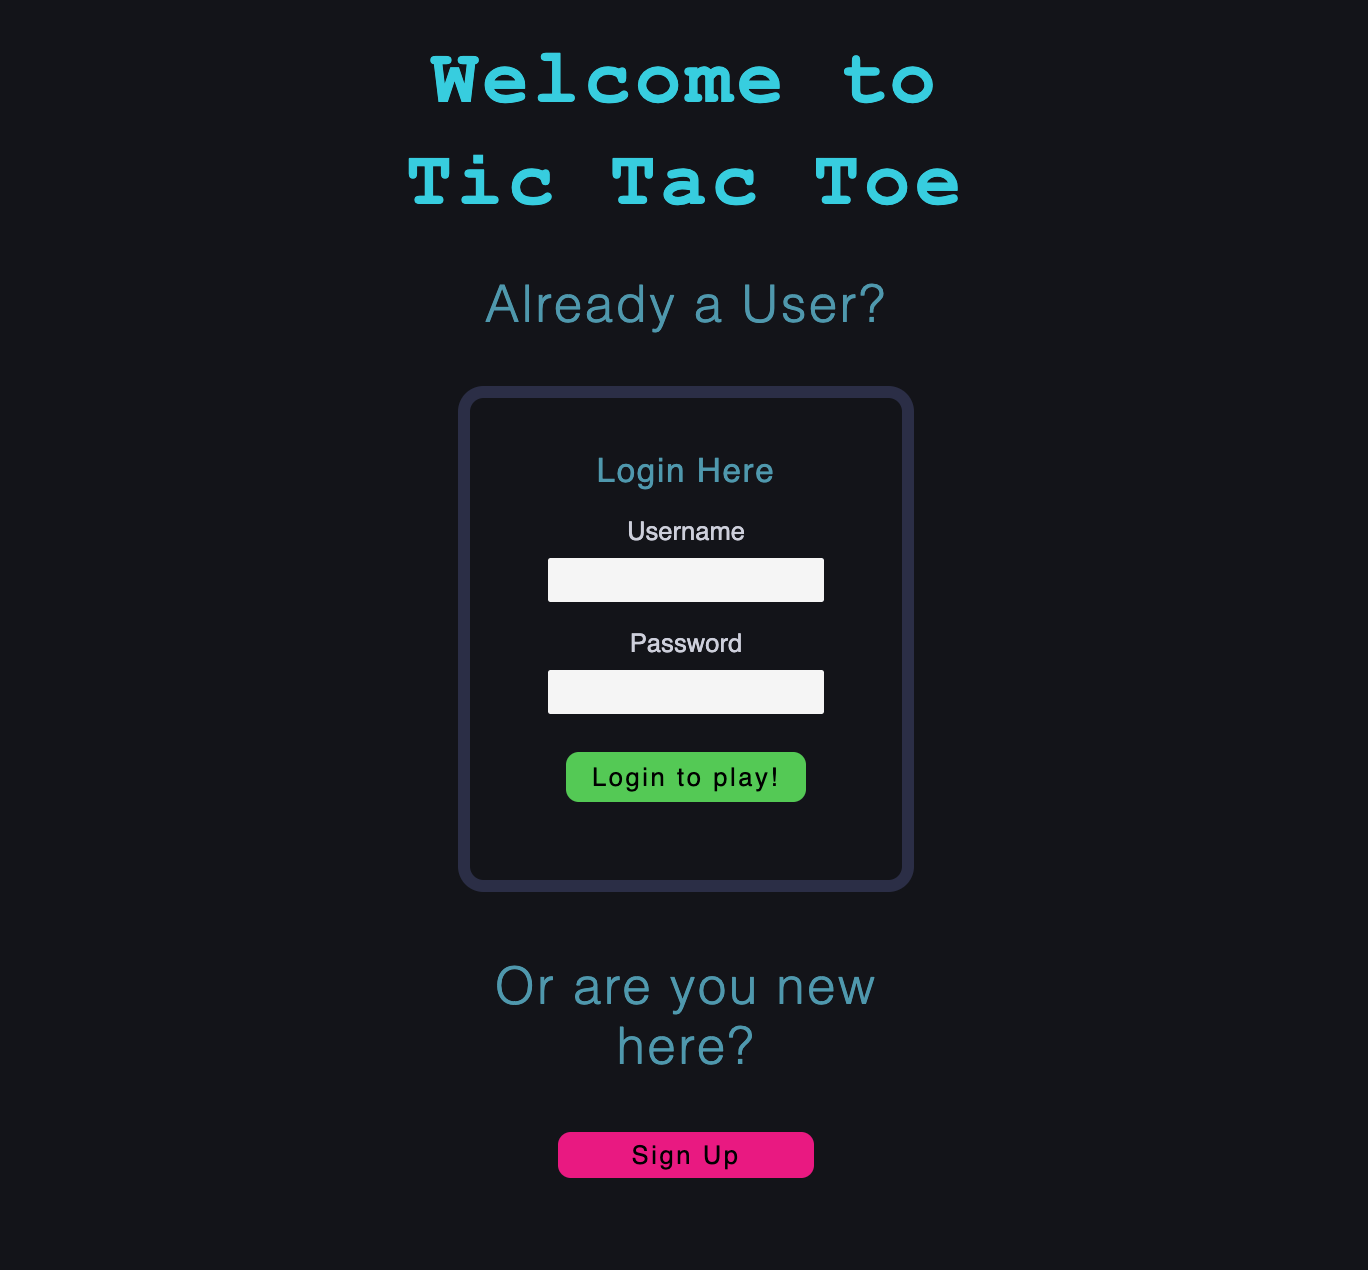 Welcome to
Tic Tac Toe
Already a User?
Login Here
Username
Password
Login to play!
Or are you new
here?
Sign Up